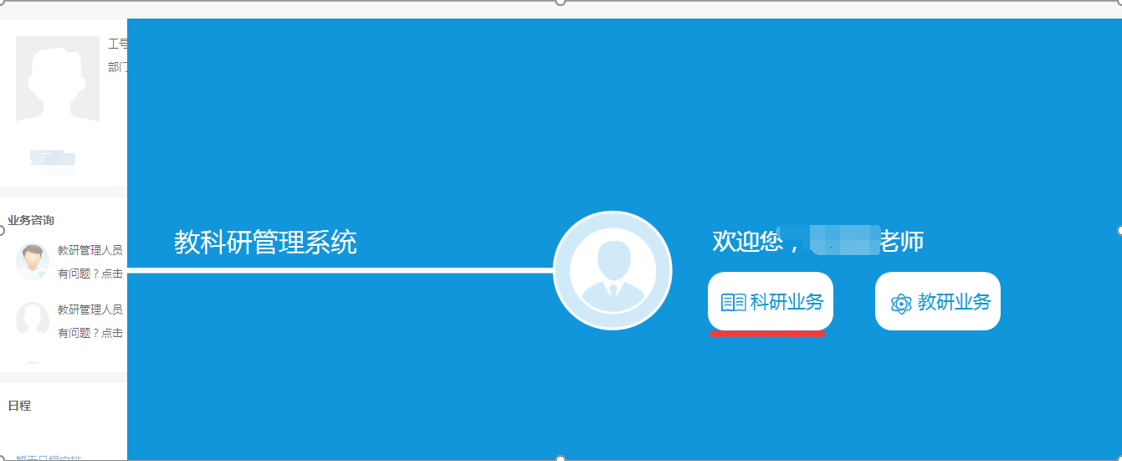 工号
部门
业务咨询
教研管理人员
有问题？点击
教研管理人员
有问题？点击
日程
教科研管理系统
欢迎您，
老师
科研业务
教研业务